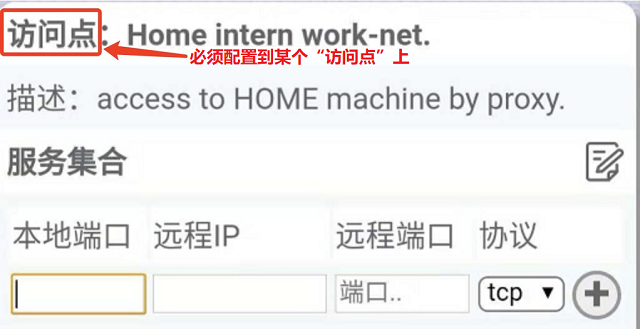 访问点：Home intern work-net.
必须配置到某个“访问点”上
描述：access to HOME machine by proxy.
服务集合
本地端口 远程IP 远程端口 协议
端口.. tcp